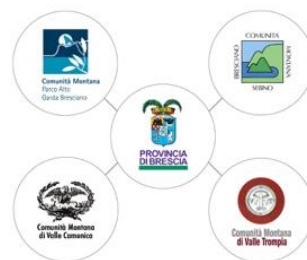 Comunità Montana
Parco Alto
Garda Bresciano
COMUNITÀ
MONTANA
SEBINO
BRESCIANO
PROVINCIA
DI BRESCIA
Comunità Montana
di Valle Camonica
Comunità Montana
di Valle Trompia